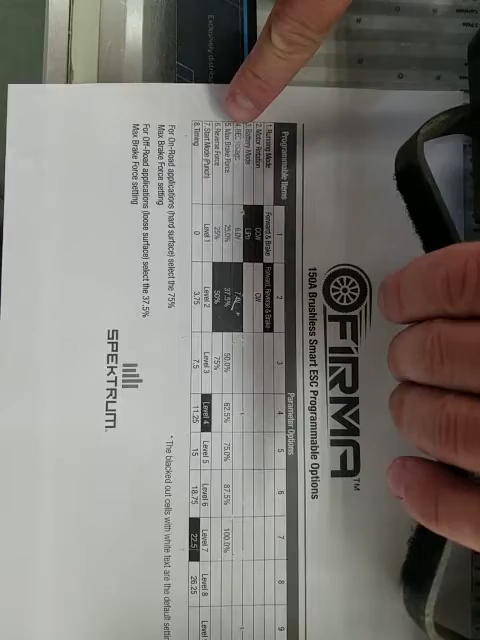 FIRMA™
150A Brushless Smart ESC Programmable Options
Programmable Items Parameter Options
1 2 3 4 5 6 7 8 9
1. Running Mode Forward & Brake Forward, Reverse & Brake
2. Motor Rotation CCW CW
3. Battery Mode LiPo
6.0V
5. Max Brake Force 25.0% 37.5% 50.0% 62.5% 75.0% 87.5% 100.0%
6. Reverse Force 25% 50% 75%
7. Start Mode (Punch) Level 1 Level 2 Level 3 Level 4 Level 5 Level 6 Level 7 Level 8
8. Timing 0 3.75 7.5 11.25 15 18.75 22.5 26.25
* The blacked out cells with white text are the default
For On-Road applications (hard surface) select the 75%
Max Brake Force setting
For Off-Road applications (loose surface) select the 37.5%
Max Brake Force setting
SPEKTRUM
Exclusively